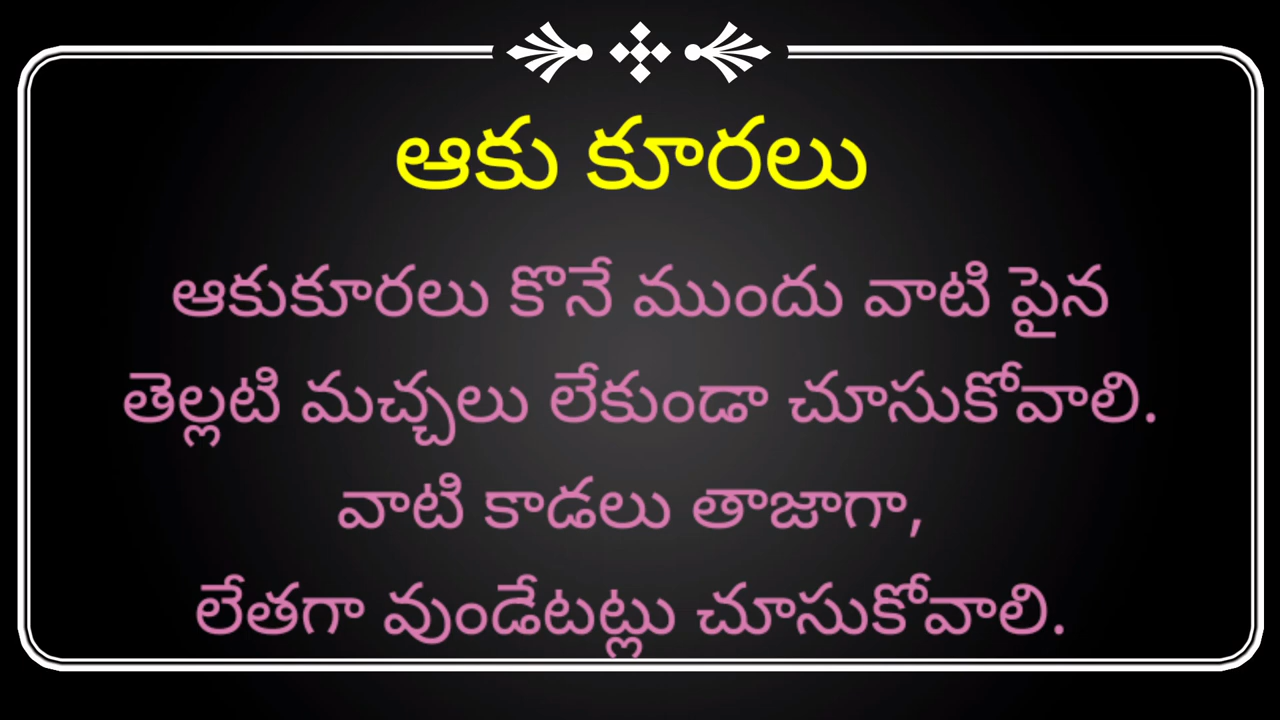 ఆకు కూరలు
ఆకుకూరలు కొనే ముందు వాటి పైన
తెల్లటి మచ్చలు లేకుండా చూసుకోవాలి.
వాటి కాడలు తాజాగా,
లేతగా వుండేటట్లు చూసుకోవాలి.